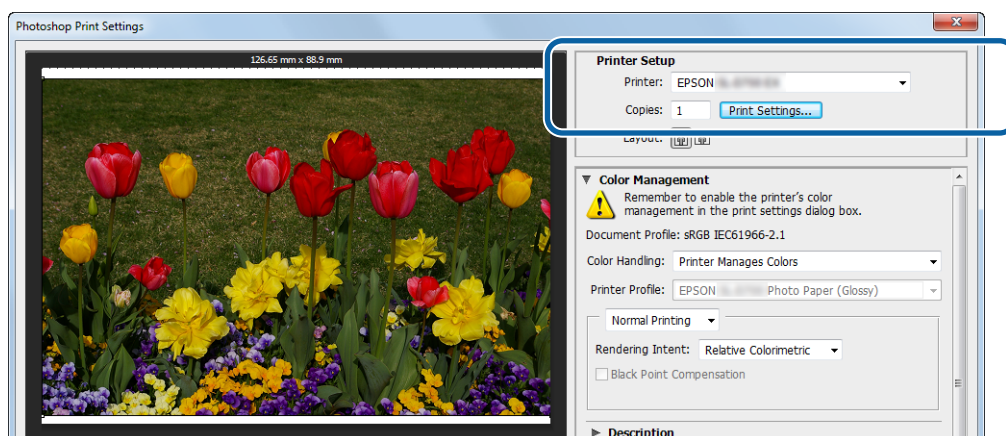 Photoshop Print Settings
126.65 mm x 88.9 mm
Printer Setup
Printer: EPSON
Copies: 1 Print Settings...
Layout:
Color Management
Remember to enable the printer's color
management in the print settings dialog box.
Document Profile: sRGB IEC61966-2.1
Color Handling: Printer Manages Colors
Printer Profile: EPSON Photo Paper (Glossy)
Normal Printing
Rendering Intent: Relative Colorimetric
Black Point Compensation
Description